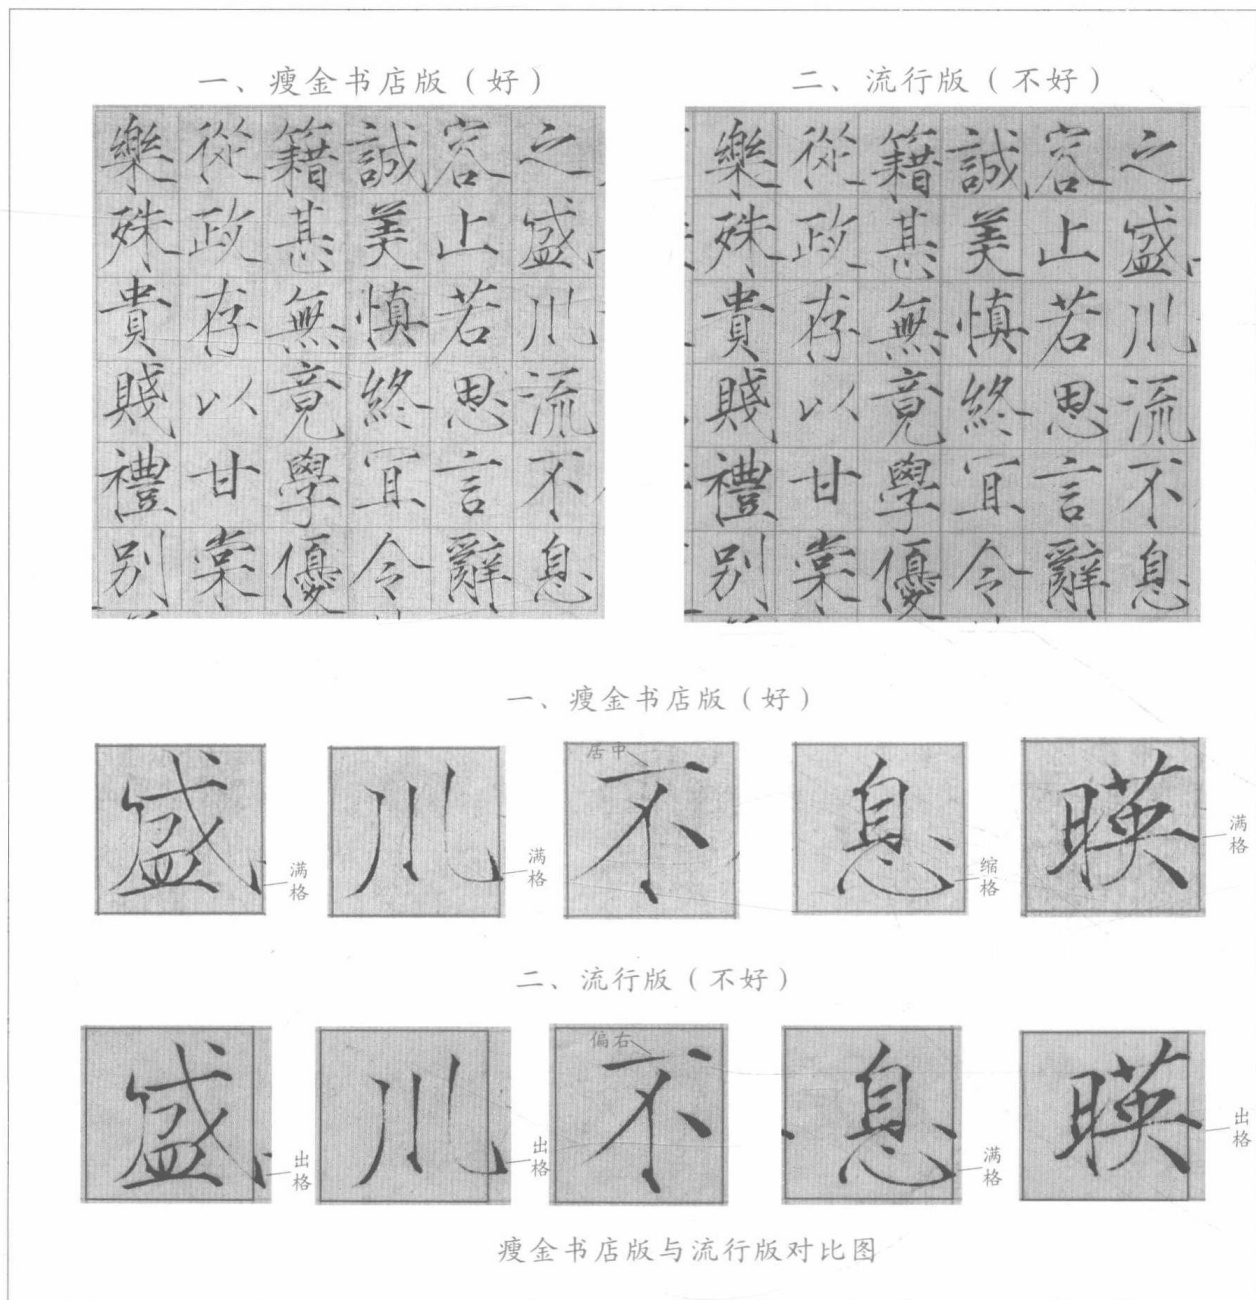 一、瘦金书店版（好）
之盛川流不息
容止若思言辭
誠美慎終宜令
籍甚無竟學優
從政存以甘棠
樂殊貴賤禮別
二、流行版（不好）
之盛川流不息
容止若思言辭
誠美慎終宜令
籍甚無竟學優
從政存以甘棠
樂殊貴賤禮別
一、瘦金书店版（好）
盛
满格
川
满格
居中
不
息
缩格
暎
满格
二、流行版（不好）
盛
出格
川
出格
偏右
不
息
满格
暎
出格
瘦金书店版与流行版对比图